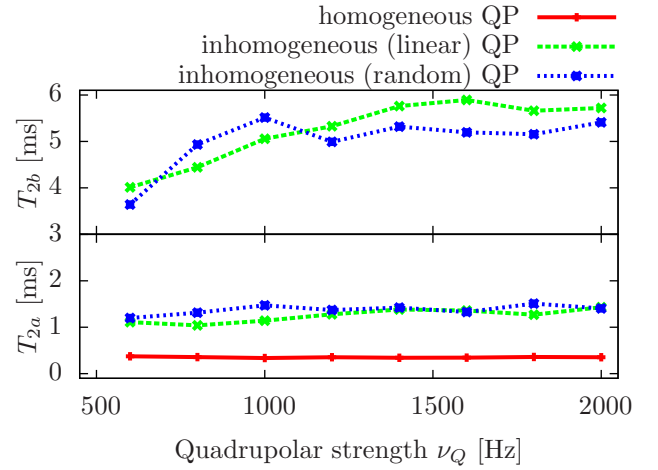 homogeneous QP
inhomogeneous (linear) QP
inhomogeneous (random) QP
6
5
4
3
T2b [ms]
2
1
0
T2a [ms]
500 1000 1500 2000
Quadrupolar strength νQ [Hz]